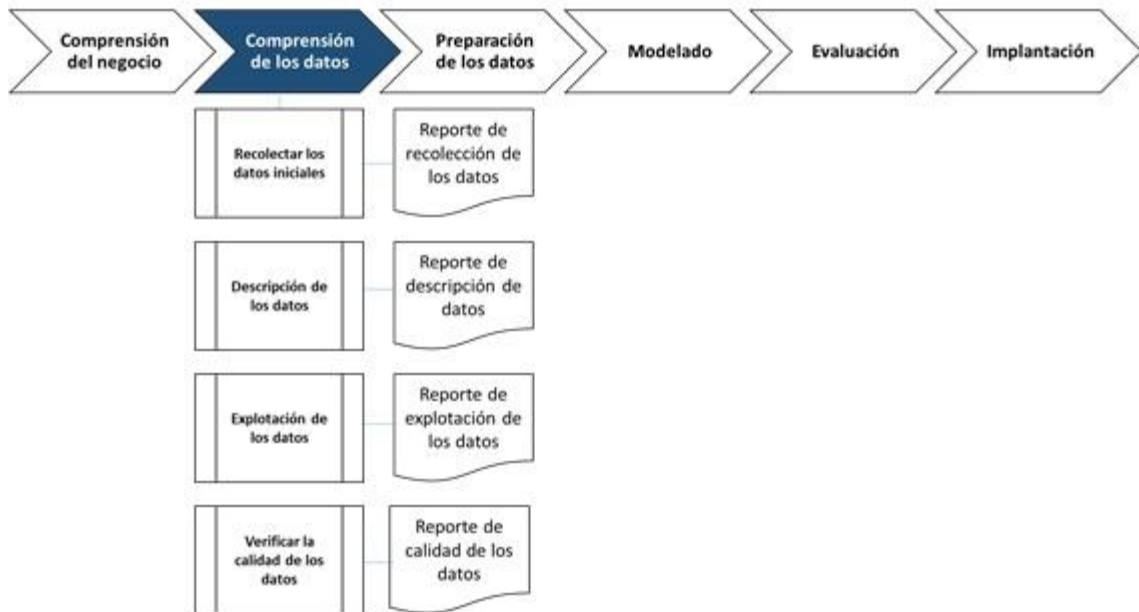 Comprensión
del negocio
Comprensión
de los datos
Preparación
de los datos
Modelado
Evaluación
Implantación
Recolectar los
datos iniciales
Reporte de
recolección de
los datos
Descripción de
los datos
Reporte de
descripción de
datos
Explotación de
los datos
Reporte de
explotación de
los datos
Verificar la
calidad de los
datos
Reporte de
calidad de los
datos